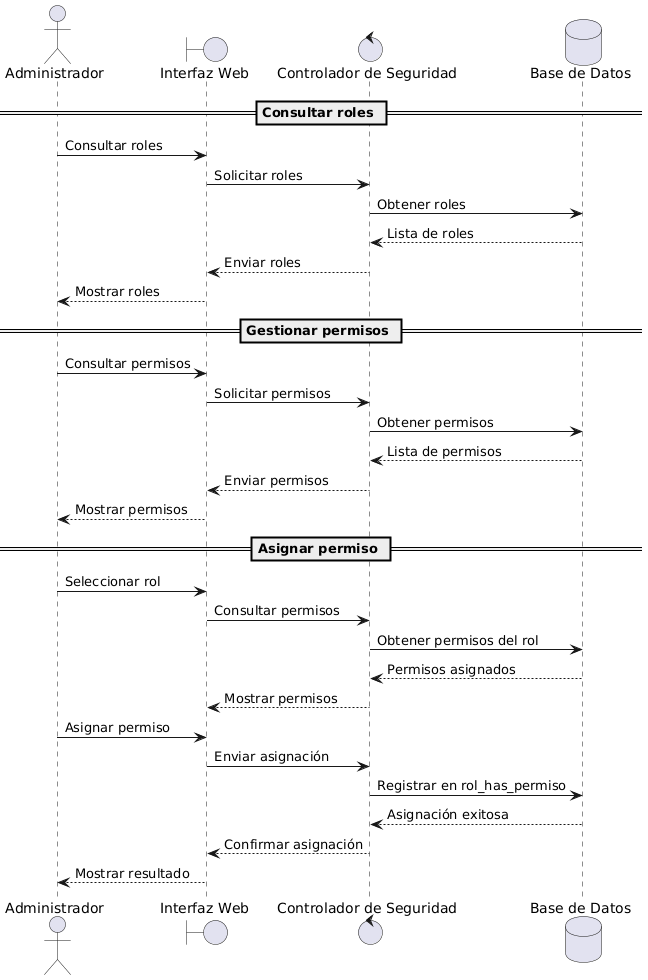 Administrador
Interfaz Web
Controlador de Seguridad
Base de Datos
Consultar roles
Consultar roles
Solicitar roles
Obtener roles
Lista de roles
Enviar roles
Mostrar roles
Gestionar permisos
Consultar permisos
Solicitar permisos
Obtener permisos
Lista de permisos
Enviar permisos
Mostrar permisos
Asignar permiso
Seleccionar rol
Consultar permisos
Obtener permisos del rol
Permisos asignados
Mostrar permisos
Asignar permiso
Enviar asignación
Registrar en rol_has_permiso
Asignación exitosa
Confirmar asignación
Mostrar resultado
Administrador
Interfaz Web
Controlador de Seguridad
Base de Datos